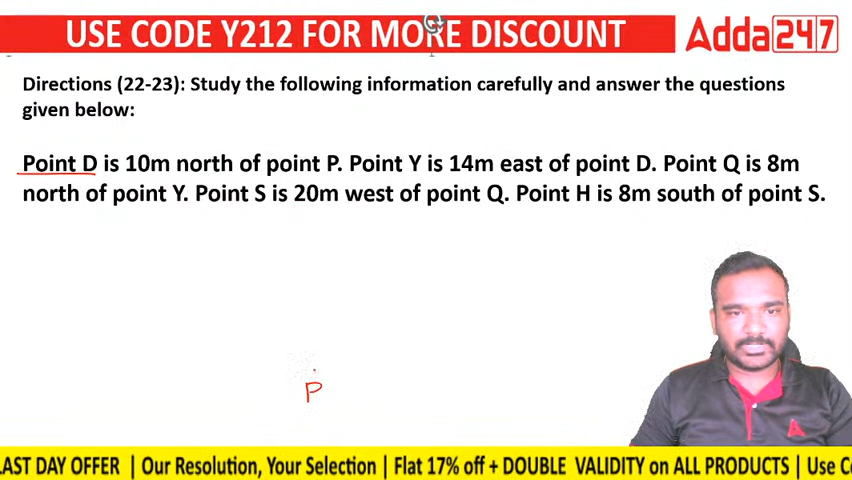 USE CODE Y212 FOR MORE DISCOUNT
Adda247
Directions (22-23): Study the following information carefully and answer the questions
given below:
Point D is 10m north of point P. Point Y is 14m east of point D. Point Q is 8m
north of point Y. Point S is 20m west of point Q. Point H is 8m south of point S.
P
LAST DAY OFFER | Our Resolution, Your Selection | Flat 17% off + DOUBLE VALIDITY on ALL PRODUCTS | Use Co